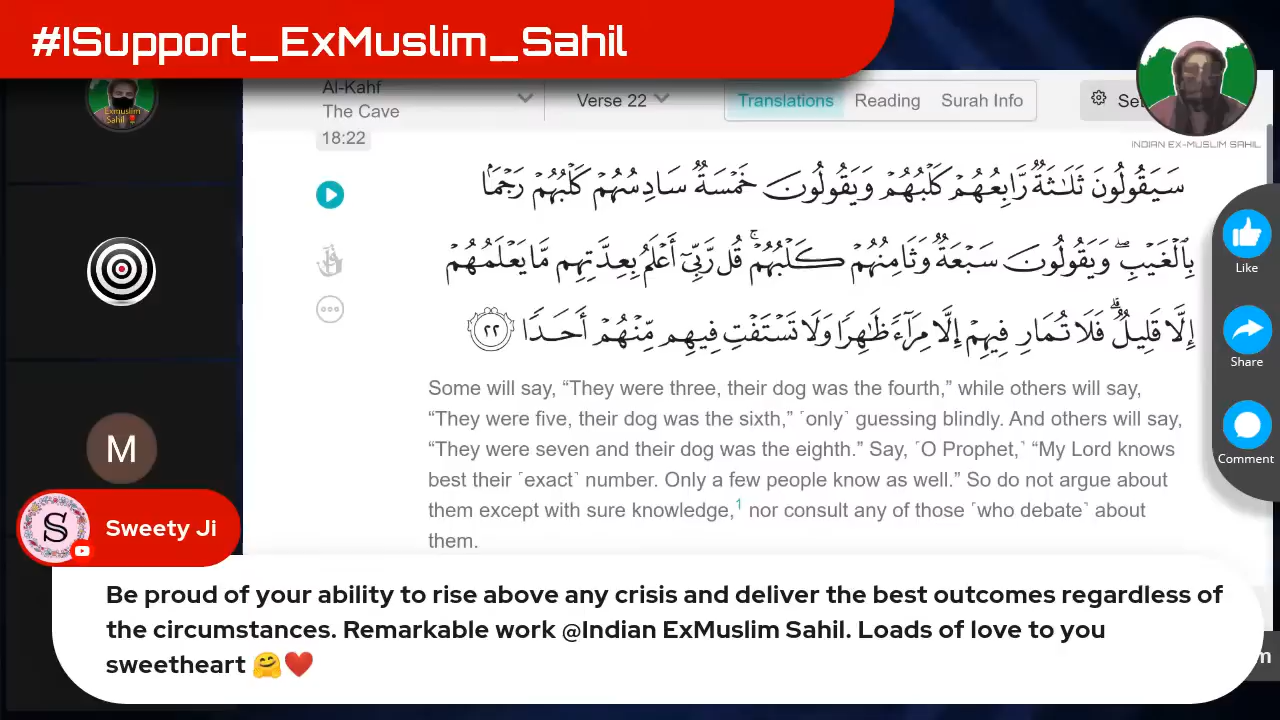 #ISupport_ExMuslim_Sahil
Exmuslim
Sahil
Al-Kahf
The Cave
Verse 22
Translations
Reading
Surah Info
18:22
INDIAN EX-MUSLIM SAHIL
سَيَقُولُونَ ثَلَـٰثَةٌ رَّابِعُهُمْ كَلْبُهُمْ وَيَقُولُونَ خَمْسَةٌ سَادِسُهُمْ كَلْبُهُمْ رَجْمًۢا
بِٱلْغَيْبِ ۖ وَيَقُولُونَ سَبْعَةٌ وَثَامِنُهُمْ كَلْبُهُمْ ۚ قُل رَّبِّىٓ أَعْلَمُ بِعِدَّتِهِم مَّا يَعْلَمُهُمْ
إِلَّا قَلِيلٌ ۗ فَلَا تُمَارِ فِيهِمْ إِلَّا مِرَآءً ظَـٰهِرًا وَلَا تَسْتَفْتِ فِيهِم مِّنْهُمْ أَحَدًا ٢٢
Some will say, “They were three, their dog was the fourth,” while others will say,
“They were five, their dog was the sixth,” ˹only˺ guessing blindly. And others will say,
“They were seven and their dog was the eighth.” Say, ˹O Prophet,˺ “My Lord knows
best their ˹exact˺ number. Only a few people know as well.” So do not argue about
them except with sure knowledge,1 nor consult any of those ˹who debate˺ about
them.
Like
Share
Comment
M
S
Sweety Ji
Be proud of your ability to rise above any crisis and deliver the best outcomes regardless of
the circumstances. Remarkable work @Indian ExMuslim Sahil. Loads of love to you
sweetheart 🤗❤️